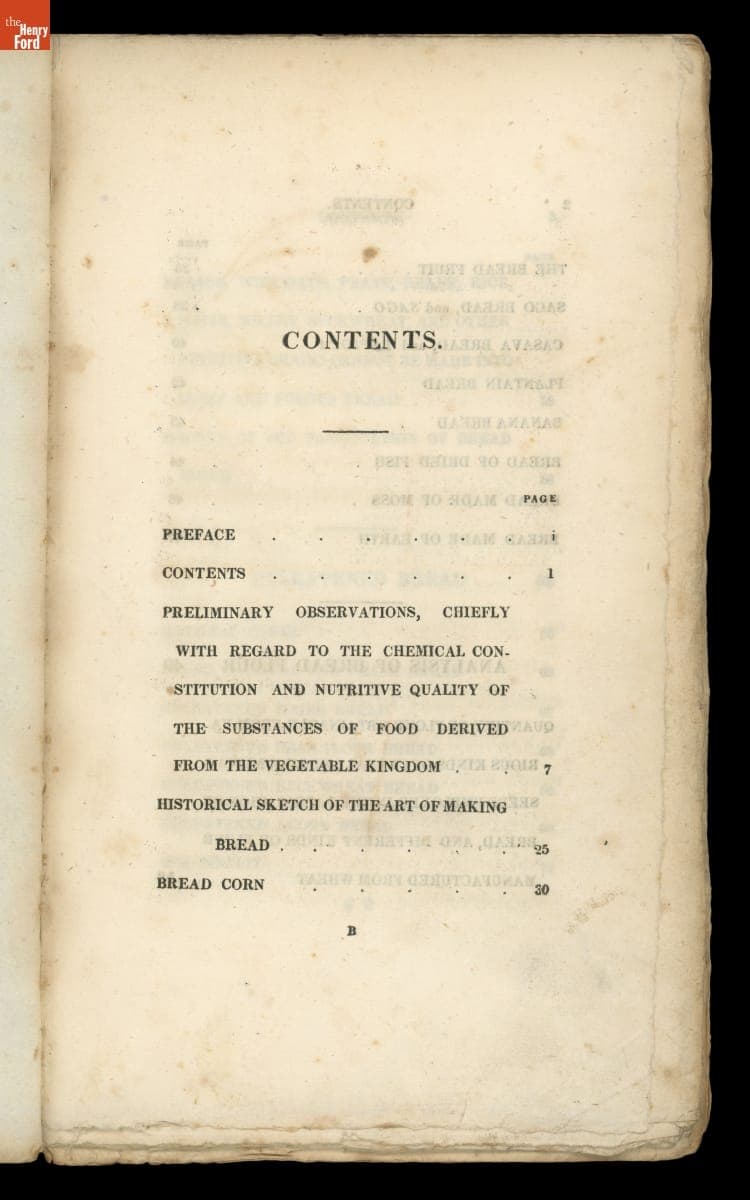 the
Henry
Ford
CONTENTS.
PAGE
PREFACE . . . . . . i
CONTENTS . . . . . . 1
PRELIMINARY OBSERVATIONS, CHIEFLY
WITH REGARD TO THE CHEMICAL CON-
STITUTION AND NUTRITIVE QUALITY OF
THE SUBSTANCES OF FOOD DERIVED
FROM THE VEGETABLE KINGDOM . . 7
HISTORICAL SKETCH OF THE ART OF MAKING
BREAD . . . . . . 25
BREAD CORN . . . . . 30
B